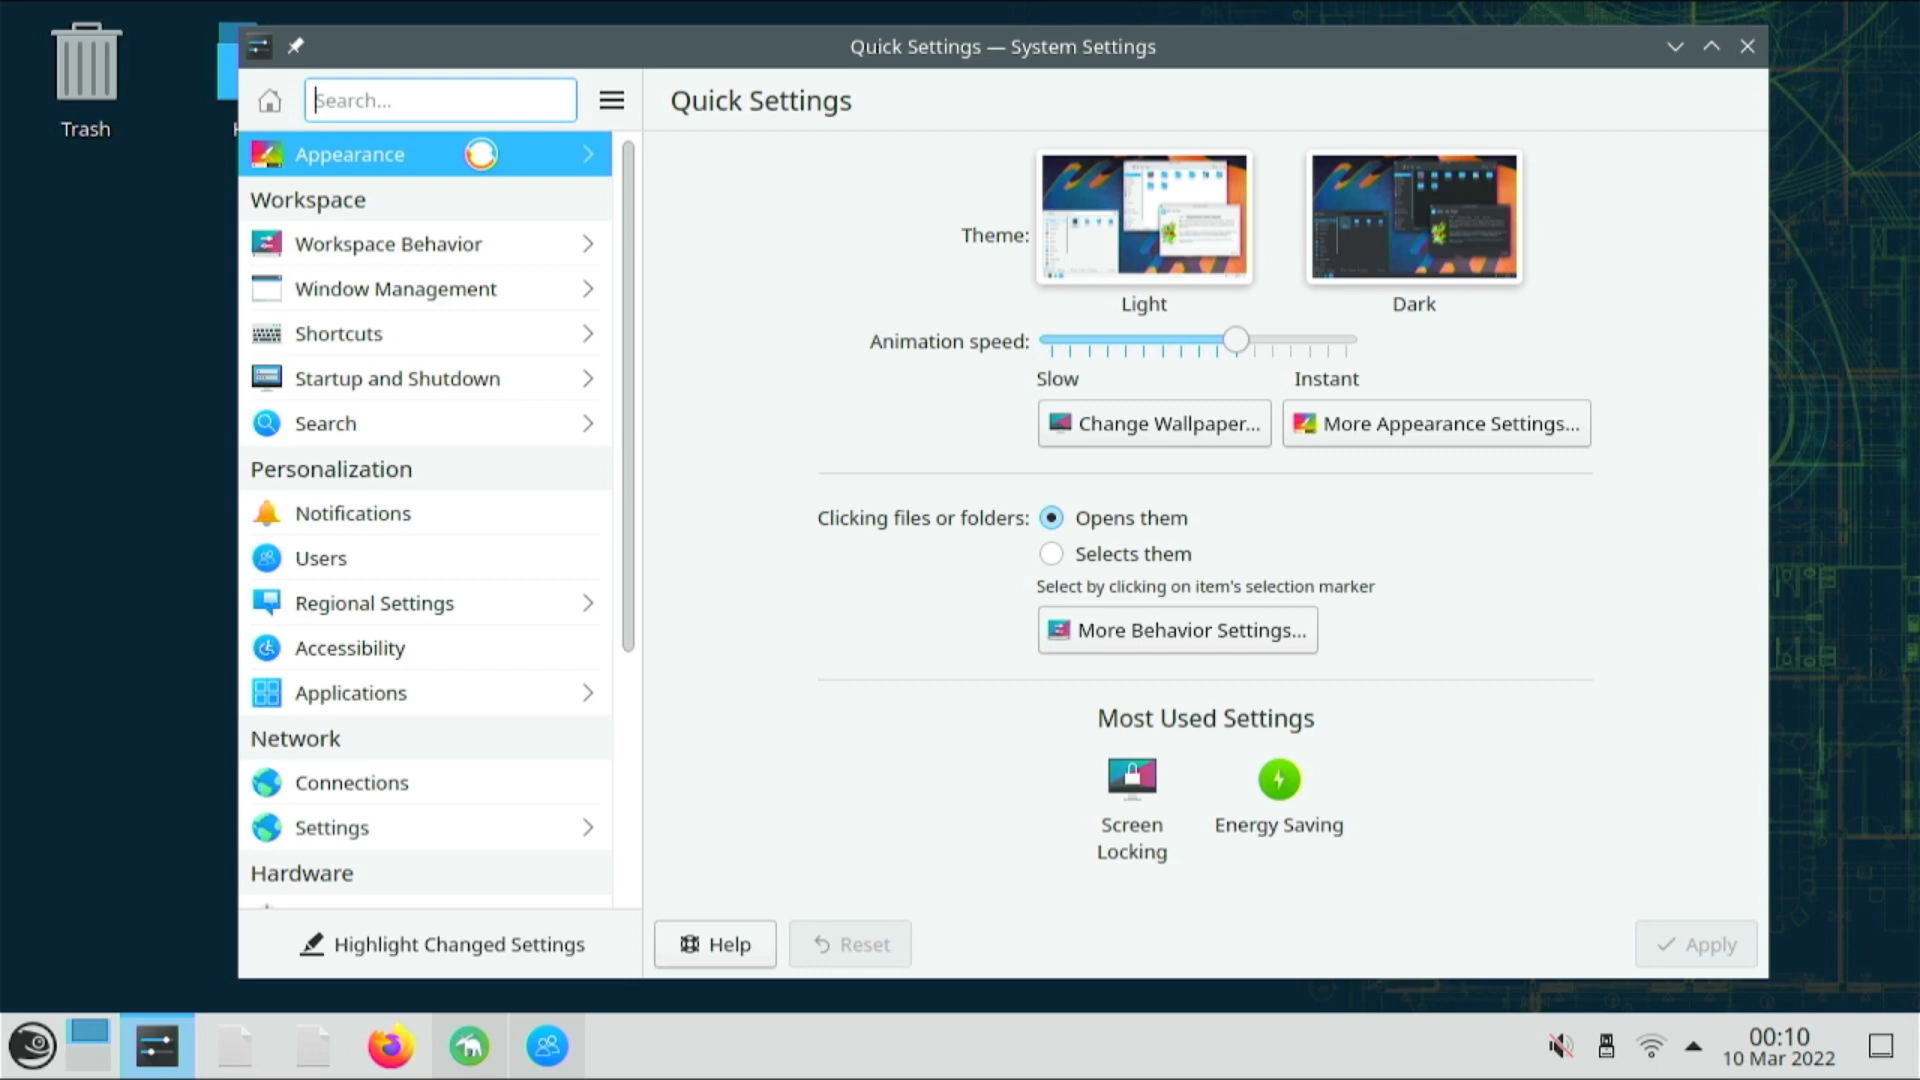 Quick Settings — System Settings
Trash
Search...
Quick Settings
Appearance
Workspace
Workspace Behavior
Window Management
Shortcuts
Startup and Shutdown
Search
Personalization
Notifications
Users
Regional Settings
Accessibility
Applications
Network
Connections
Settings
Hardware
Highlight Changed Settings
Theme:
Light
Dark
Animation speed:
Slow
Instant
Change Wallpaper...
More Appearance Settings...
Clicking files or folders:
Opens them
Selects them
Select by clicking on item's selection marker
More Behavior Settings...
Most Used Settings
Screen
Locking
Energy Saving
Help
Reset
Apply
00:10
10 Mar 2022